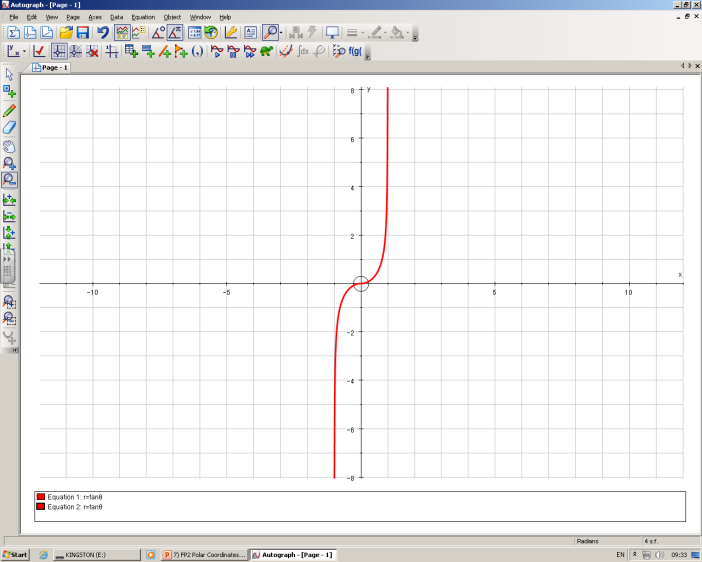 Autograph - [Page - 1]
File Edit View Page Axes Data Equation Object Window Help
Page - 1
y
x
8
6
4
2
-2
-4
-6
-8
-10 -5 5 10
Equation 1: r=tanθ
Equation 2: r=tanθ
Radians 4 s.f.
Start KINGSTON (E:) 7) FP2 Polar Coordinates... Autograph - [Page - 1] EN 09:33